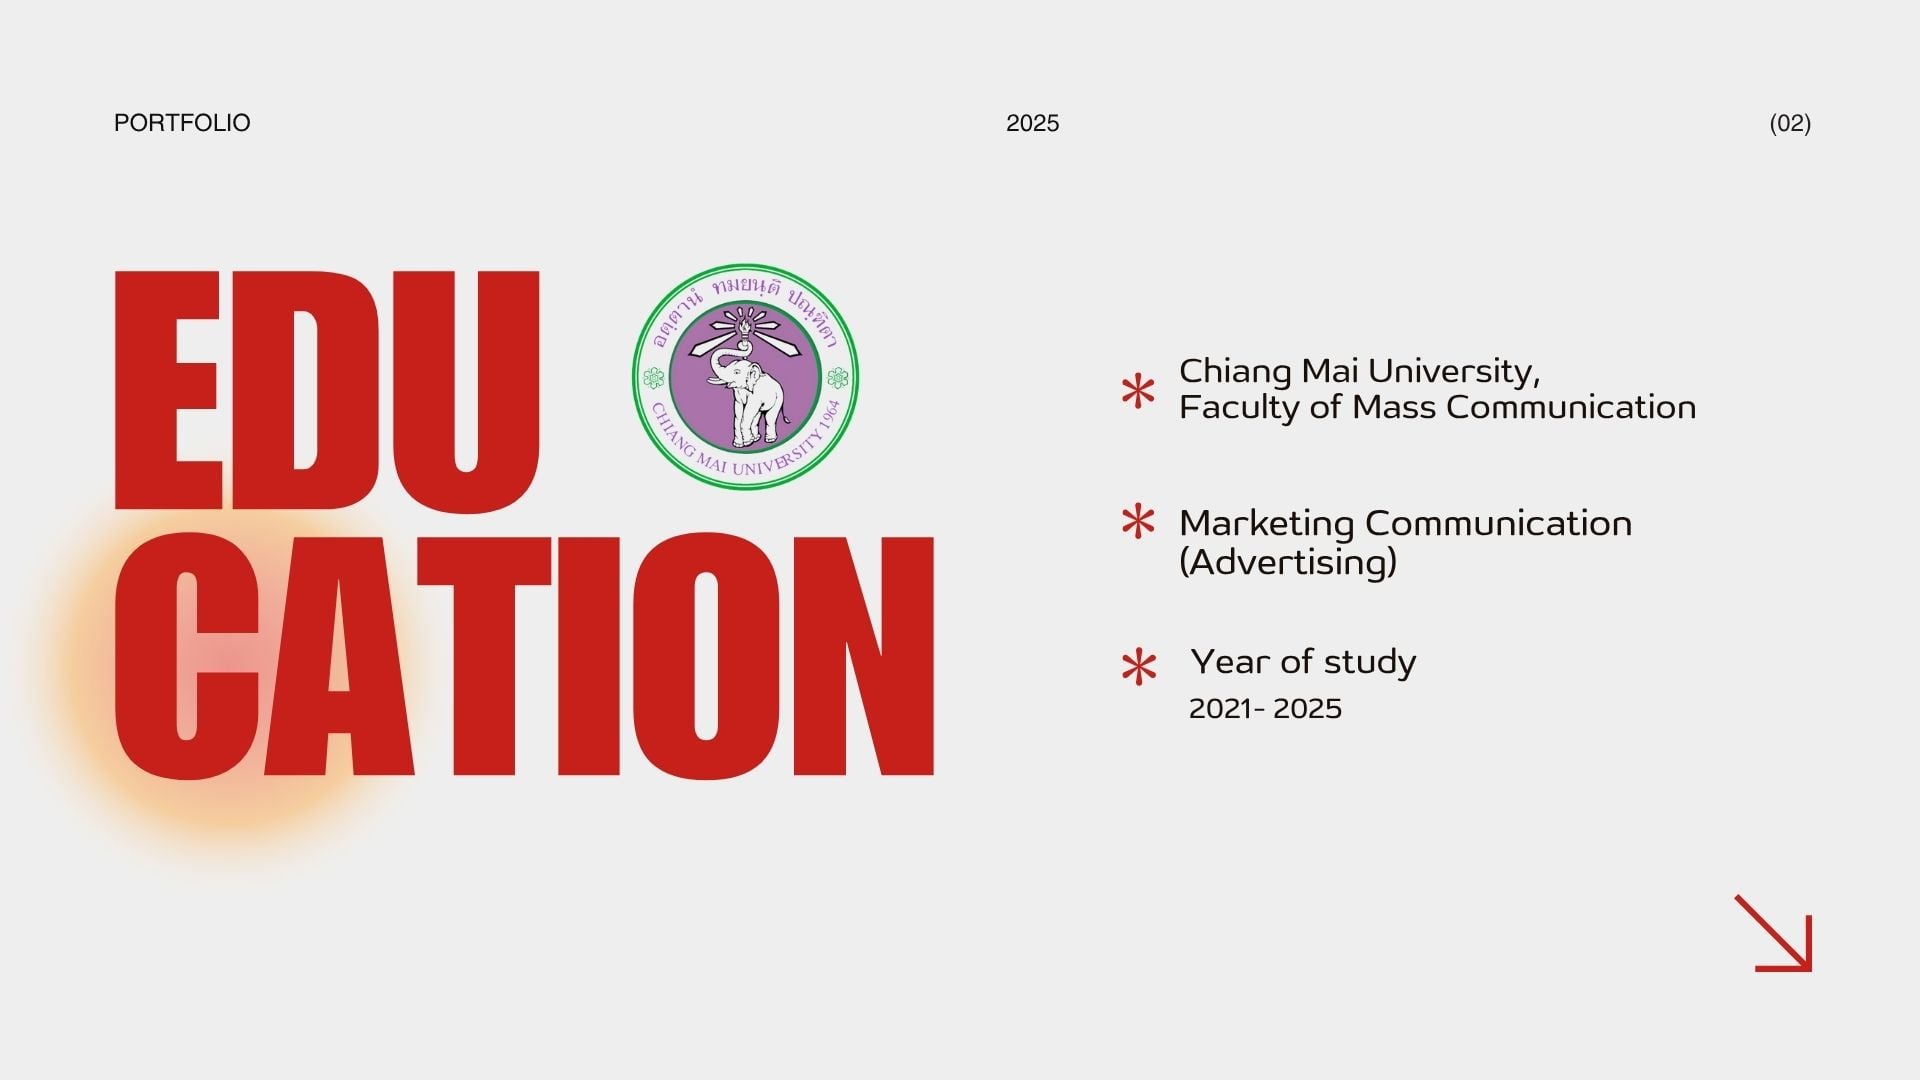 PORTFOLIO
2025
(02)
EDU
CATION
อตฺตานํ ทมยนฺติ ปณฺฑิตา
CHIANG MAI UNIVERSITY 1964
* Chiang Mai University,
Faculty of Mass Communication
* Marketing Communication
(Advertising)
* Year of study
2021- 2025